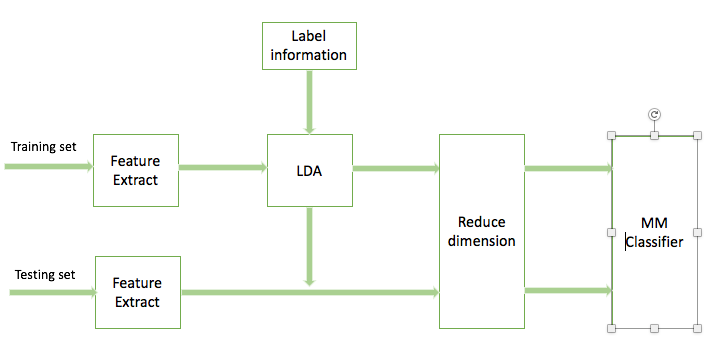 Label
information
Training set
Feature
Extract
LDA
Reduce
dimension
MM
Classifier
Testing set
Feature
Extract